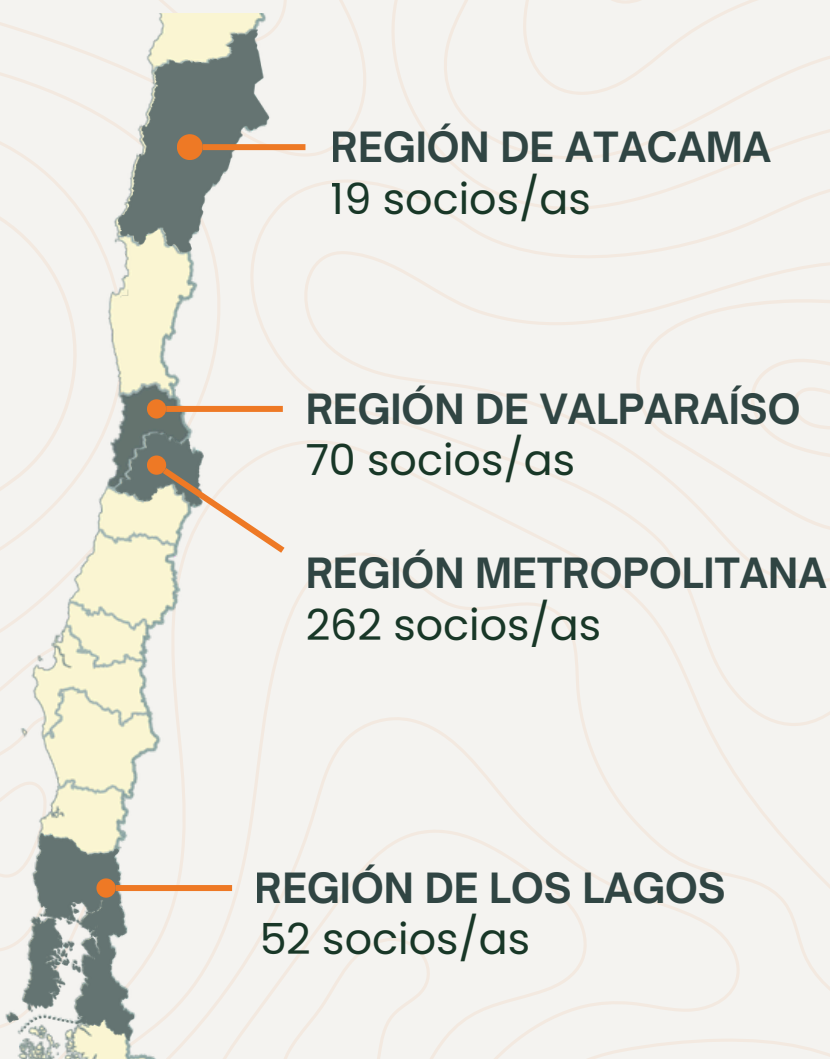 REGIÓN DE ATACAMA
19 socios/as
REGIÓN DE VALPARAÍSO
70 socios/as
REGIÓN METROPOLITANA
262 socios/as
REGIÓN DE LOS LAGOS
52 socios/as